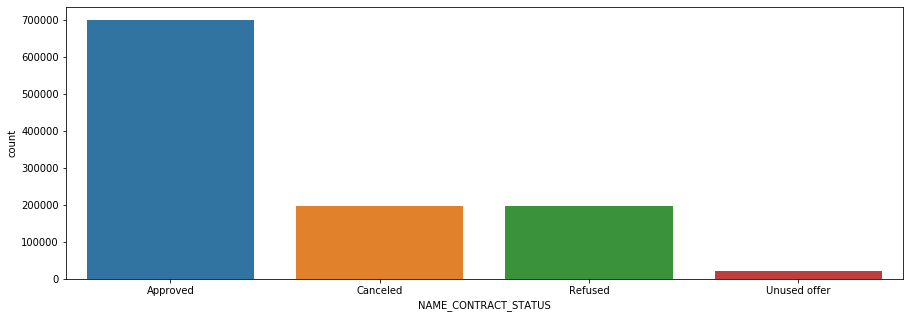 700000
600000
500000
400000
300000
200000
100000
0
count
Approved
Canceled
Refused
Unused offer
NAME_CONTRACT_STATUS